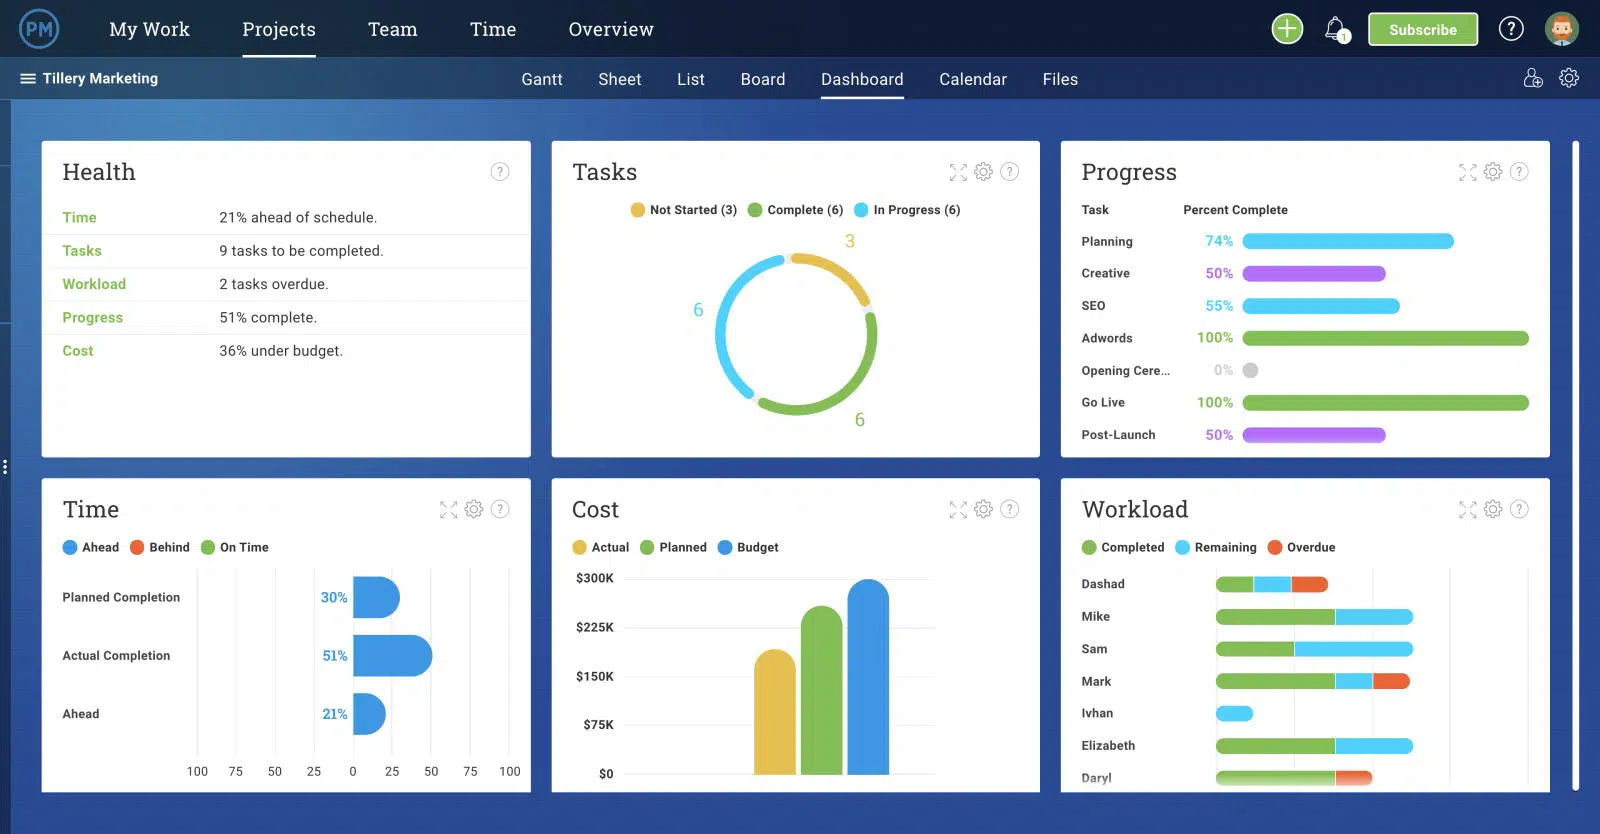 PM My Work Projects Team Time Overview 1 Subscribe ?
Tillery Marketing Gantt Sheet List Board Dashboard Calendar Files
Health ?
Time 21% ahead of schedule.
Tasks 9 tasks to be completed.
Workload 2 tasks overdue.
Progress 51% complete.
Cost 36% under budget.
Tasks ?
Not Started (3) Complete (6) In Progress (6)
3
6
6
Progress ?
Task Percent Complete
Planning 74%
Creative 50%
SEO 55%
Adwords 100%
Opening Cere... 0%
Go Live 100%
Post-Launch 50%
Time ?
Ahead Behind On Time
Planned Completion 30%
Actual Completion 51%
Ahead 21%
100 75 50 25 0 25 50 75 100
Cost ?
Actual Planned Budget
$300K
$225K
$150K
$75K
$0
Workload ?
Completed Remaining Overdue
Dashad
Mike
Sam
Mark
Ivhan
Elizabeth
Daryl